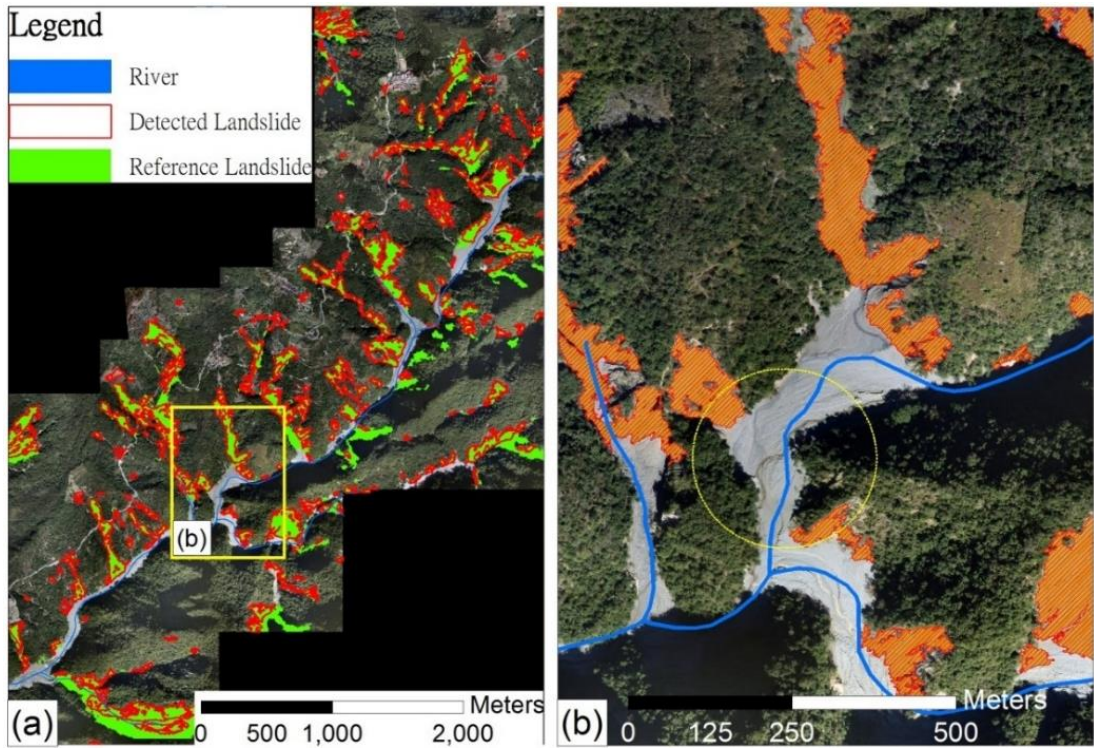 Legend
River
Detected Landslide
Reference Landslide
(b)
(a)
Meters
0 500 1,000 2,000
(b)
Meters
0 125 250 500